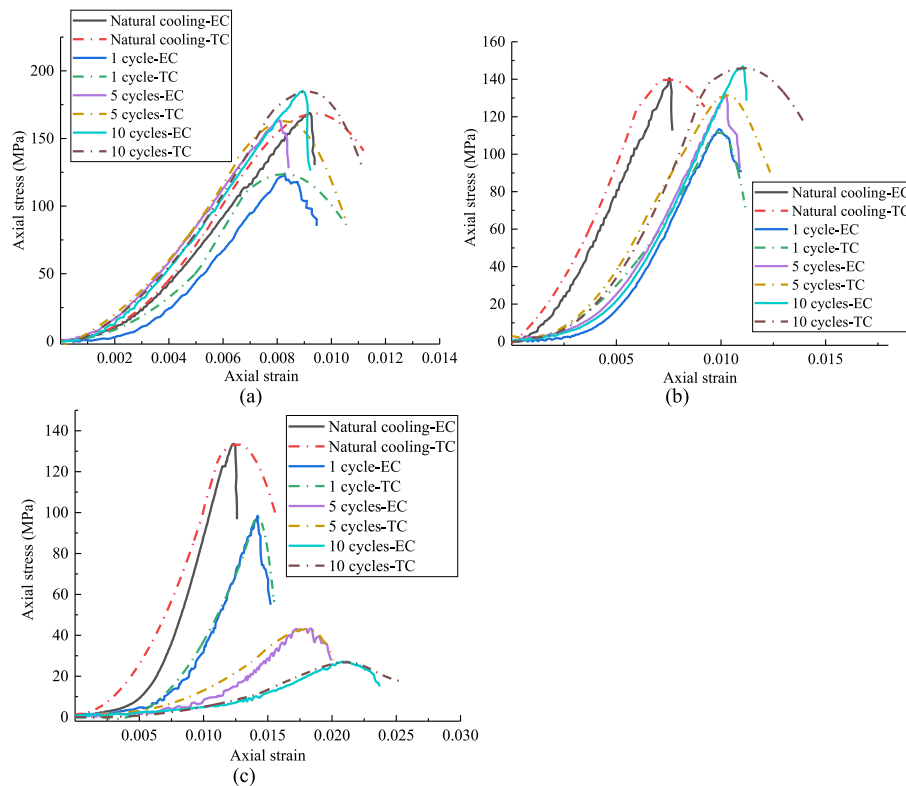 Natural cooling-EC
Natural cooling-TC
1 cycle-EC
1 cycle-TC
5 cycles-EC
5 cycles-TC
10 cycles-EC
10 cycles-TC
200
150
100
50
0
Axial stress (MPa)
0.002 0.004 0.006 0.008 0.010 0.012 0.014
Axial strain
(a)
160
140
120
100
80
60
40
20
0
Axial stress (MPa)
Natural cooling-EC
Natural cooling-TC
1 cycle-EC
1 cycle-TC
5 cycles-EC
5 cycles-TC
10 cycles-EC
10 cycles-TC
0.005 0.010 0.015
Axial strain
(b)
140
120
100
80
60
40
20
0
Axial stress (MPa)
Natural cooling-EC
Natural cooling-TC
1 cycle-EC
1 cycle-TC
5 cycles-EC
5 cycles-TC
10 cycles-EC
10 cycles-TC
0.005 0.010 0.015 0.020 0.025 0.030
Axial strain
(c)